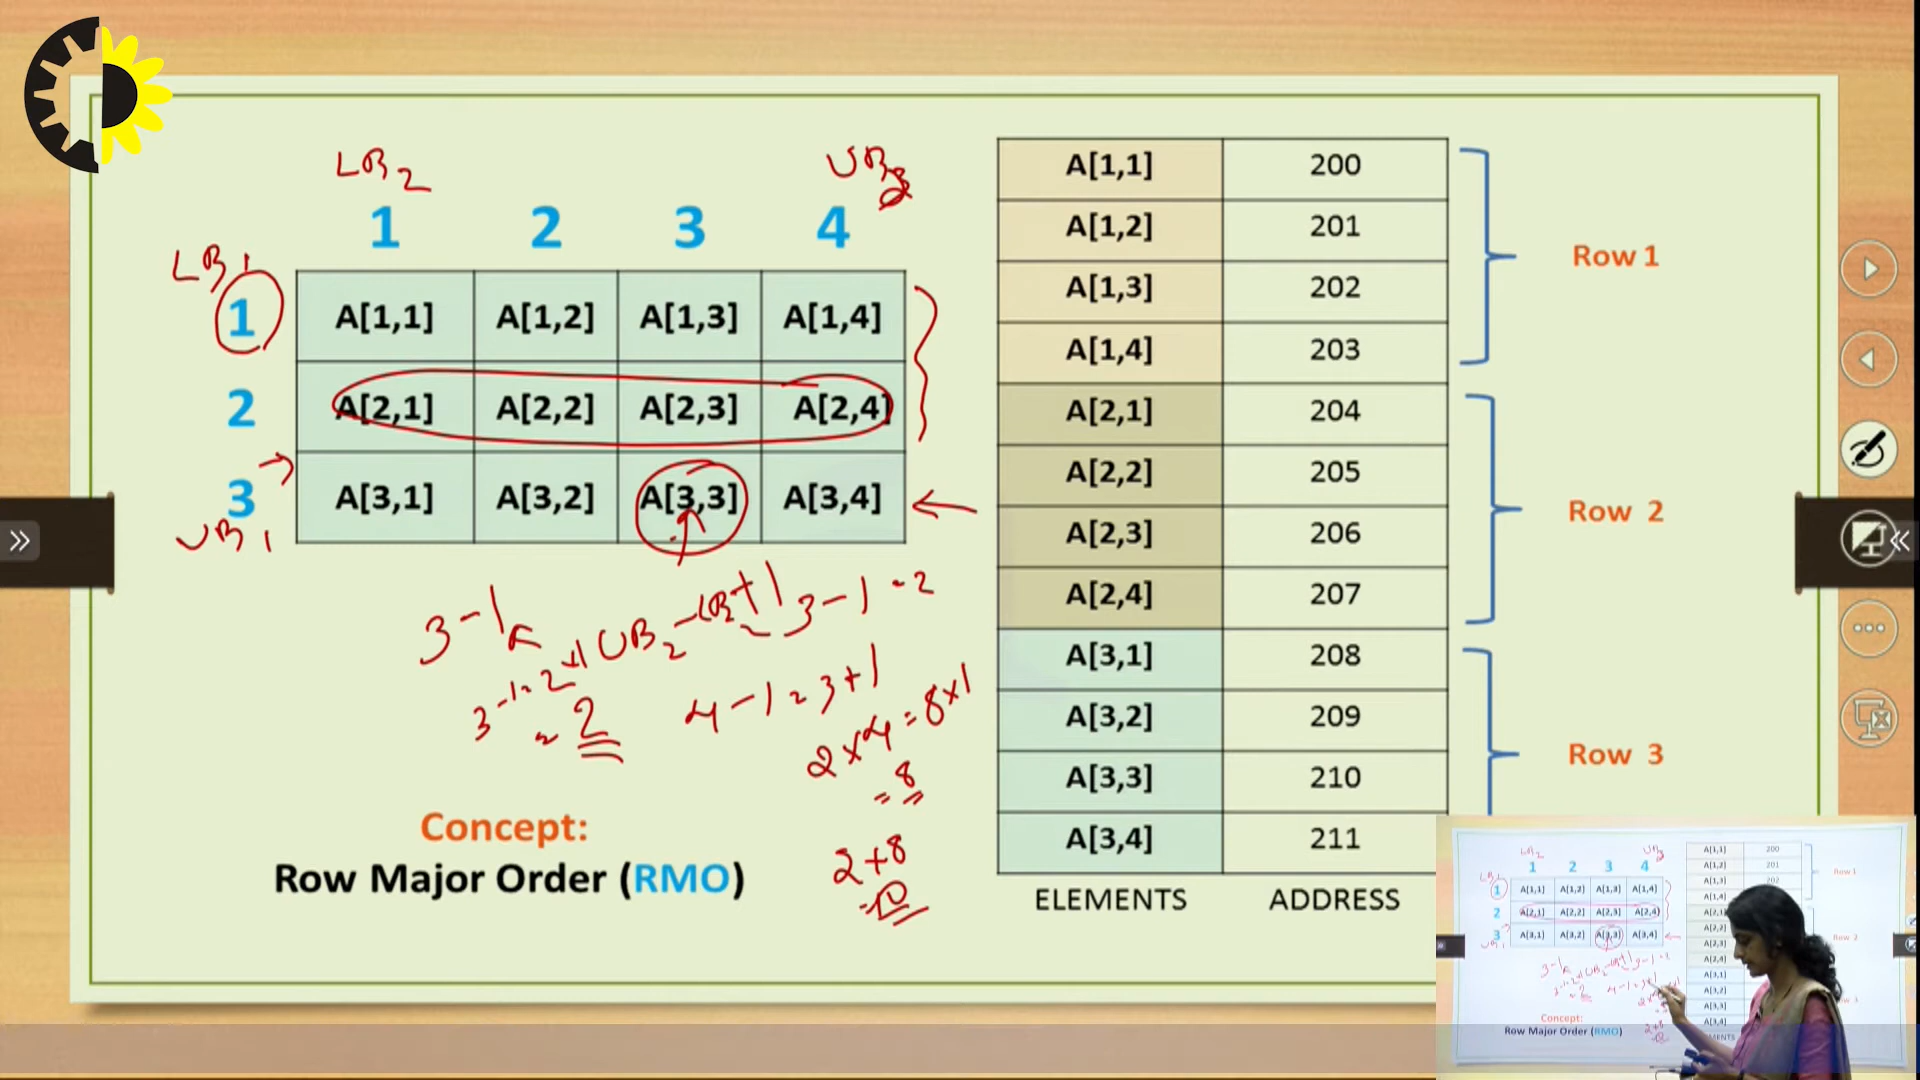 LB2 UB2
1 2 3 4
LB1
1 A[1,1] A[1,2] A[1,3] A[1,4]
2 A[2,1] A[2,2] A[2,3] A[2,4]
3 A[3,1] A[3,2] A[3,3] A[3,4]
UB1
3-1 UB2-LB2+1 3-1=2
3-1=2
=2
4-1=3+1
2×4=8×1
=8
2+8
=10
Concept:
Row Major Order (RMO)
A[1,1] 200
A[1,2] 201
A[1,3] 202
A[1,4] 203
Row 1
A[2,1] 204
A[2,2] 205
A[2,3] 206
A[2,4] 207
Row 2
A[3,1] 208
A[3,2] 209
A[3,3] 210
A[3,4] 211
Row 3
ELEMENTS ADDRESS